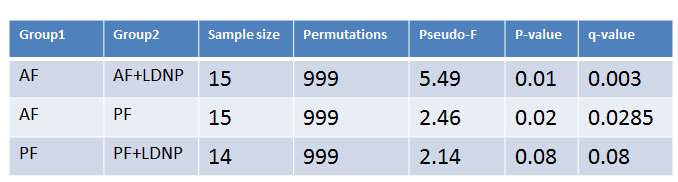 Group1 Group2 Sample size Permutations Pseudo-F P-value q-value
AF AF+LDNP 15 999 5.49 0.01 0.003
AF PF 15 999 2.46 0.02 0.0285
PF PF+LDNP 14 999 2.14 0.08 0.08